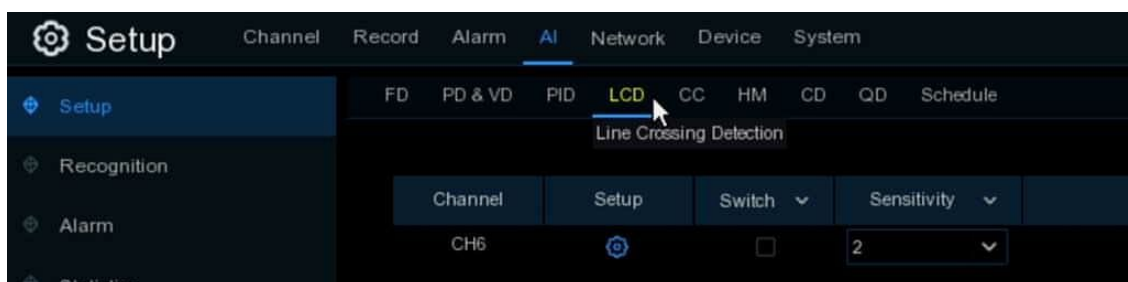 Setup Channel Record Alarm AI Network Device System
Setup FD PD & VD PID LCD CC HM CD QD Schedule
Line Crossing Detection
Recognition
Channel Setup Switch Sensitivity
Alarm
CH6 2